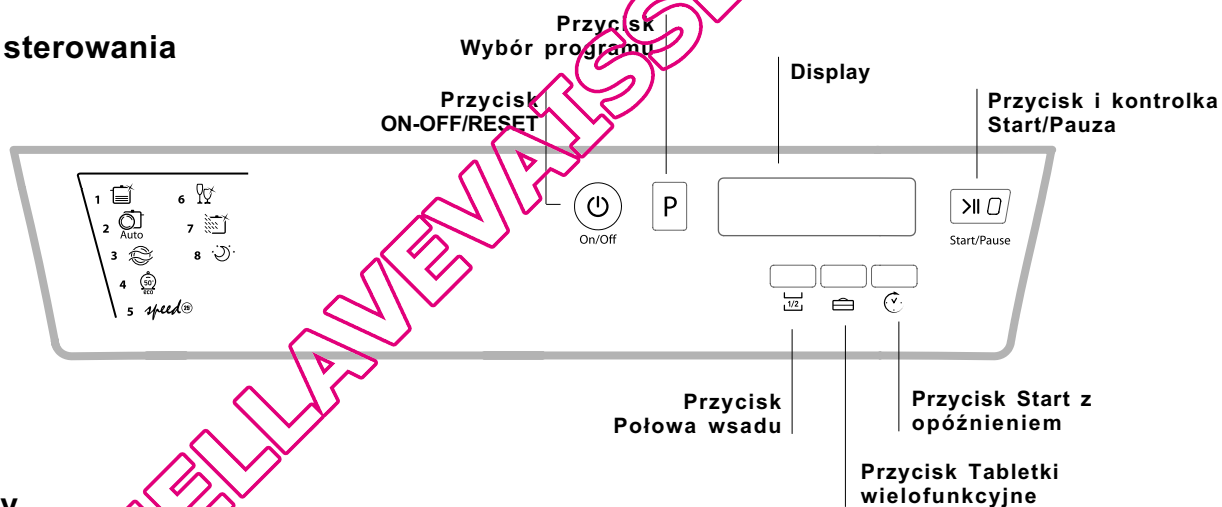 sterowania
Przycisk
Wybór programu
Display
Przycisk
ON-OFF/RESET
Przycisk i kontrolka
Start/Pauza
1
2 Auto
3
4 50° ECO
5 speed 25
6
7
8
On/Off
P
Start/Pause
1/2
Przycisk
Połowa wsadu
Przycisk Start z
opóźnieniem
Przycisk Tabletki
wielofunkcyjne